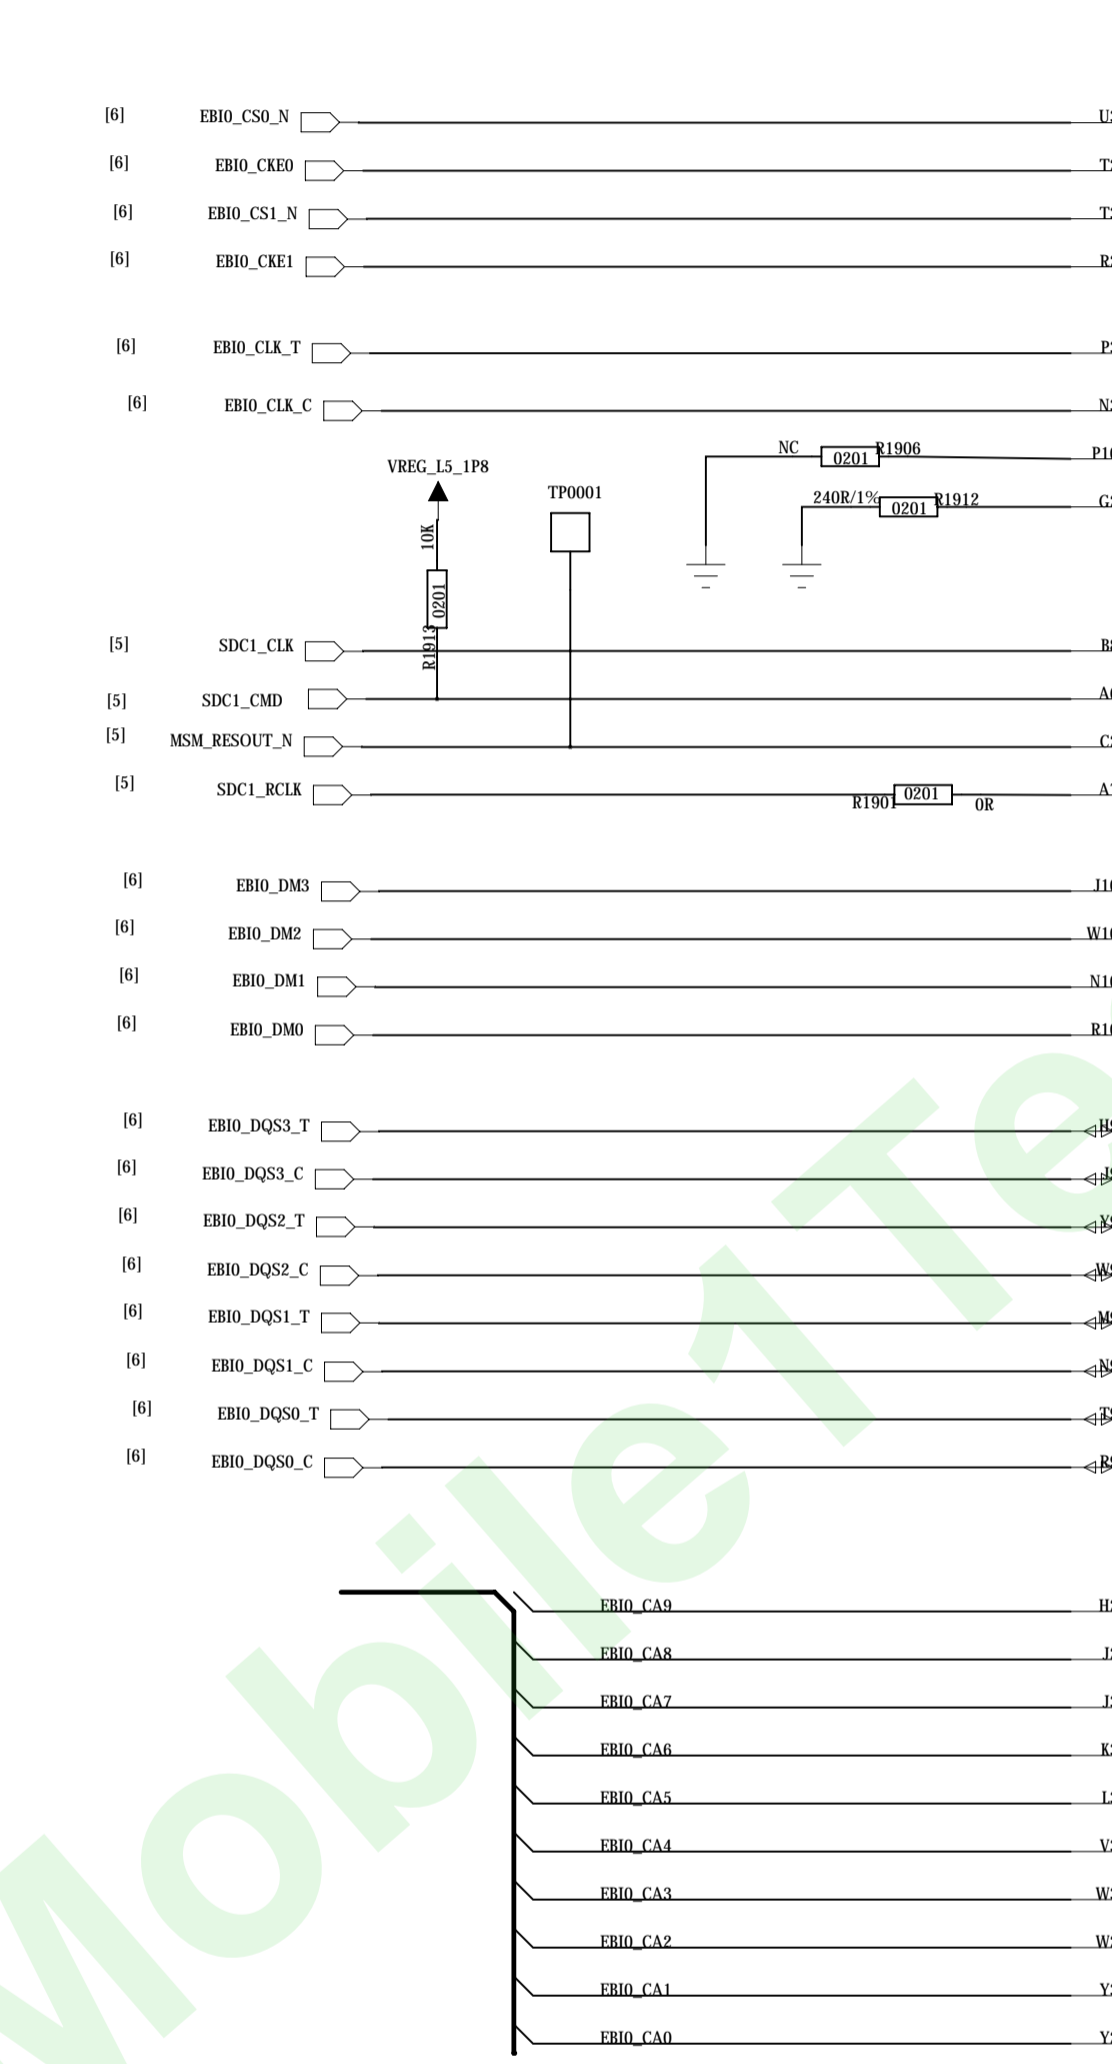 [6] EBI0_CS0_N
[6] EBI0_CKE0
[6] EBI0_CS1_N
[6] EBI0_CKE1
[6] EBI0_CLK_T
[6] EBI0_CLK_C
NC 0201 R1906
VREG_L5_1P8
TP0001
240R/1% 0201 R1912
10K
0201
R1913
[5] SDC1_CLK
[5] SDC1_CMD
[5] MSM_RESOUT_N
[5] SDC1_RCLK
R1901 0201 0R
[6] EBI0_DM3
[6] EBI0_DM2
[6] EBI0_DM1
[6] EBI0_DM0
[6] EBI0_DQS3_T
[6] EBI0_DQS3_C
[6] EBI0_DQS2_T
[6] EBI0_DQS2_C
[6] EBI0_DQS1_T
[6] EBI0_DQS1_C
[6] EBI0_DQS0_T
[6] EBI0_DQS0_C
EBI0_CA9
EBI0_CA8
EBI0_CA7
EBI0_CA6
EBI0_CA5
EBI0_CA4
EBI0_CA3
EBI0_CA2
EBI0_CA1
EBI0_CA0
Mobile1Te